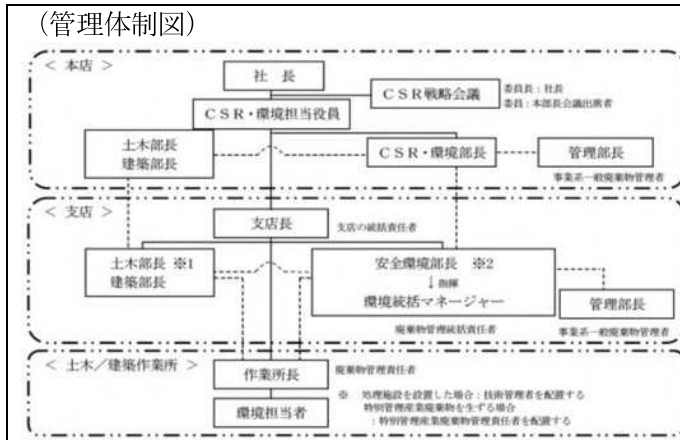 （管理体制図）
＜ 本店 ＞
社　長
ＣＳＲ戦略会議
委員長：社長
委員：本部長会議出席者
ＣＳＲ・環境担当役員
土木部長
建築部長
ＣＳＲ・環境部長
管理部長
事業系一般廃棄物管理者
＜ 支店 ＞
支店長
支店の統括責任者
土木部長 ※1
建築部長
安全環境部長　※2
↓ 指揮
環境統括マネージャー
管理部長
廃棄物管理統括責任者
事業系一般廃棄物管理者
＜ 土木／建築作業所 ＞
作業所長
廃棄物管理責任者
環境担当者
※　処理施設を設置した場合：技術管理者を配置する
特別管理産業廃棄物を生ずる場合
：特別管理産業廃棄物管理責任者を配置する